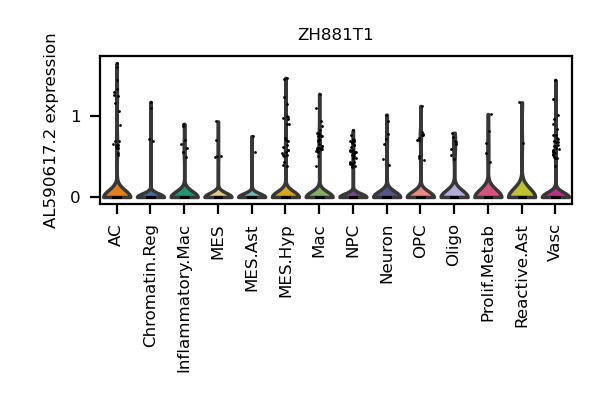 ZH881T1
AL590617.2 expression
1
0
AC
Chromatin.Reg
Inflammatory.Mac
MES
MES.Ast
MES.Hyp
Mac
NPC
Neuron
OPC
Oligo
Prolif.Metab
Reactive.Ast
Vasc